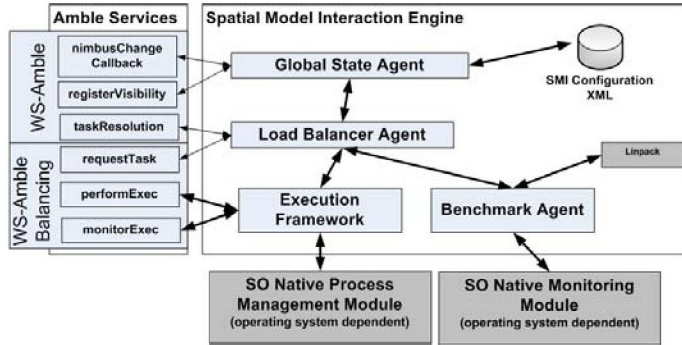 Amble Services
Spatial Model Interaction Engine
WS-Amble
nimbusChange
Callback
registerVisibility
taskResolution
WS-Amble
Balancing
requestTask
performExec
monitorExec
Global State Agent
SMI Configuration
XML
Load Balancer Agent
Linpack
Execution
Framework
Benchmark Agent
SO Native Process
Management Module
(operating system dependent)
SO Native Monitoring
Module
(operating system dependent)